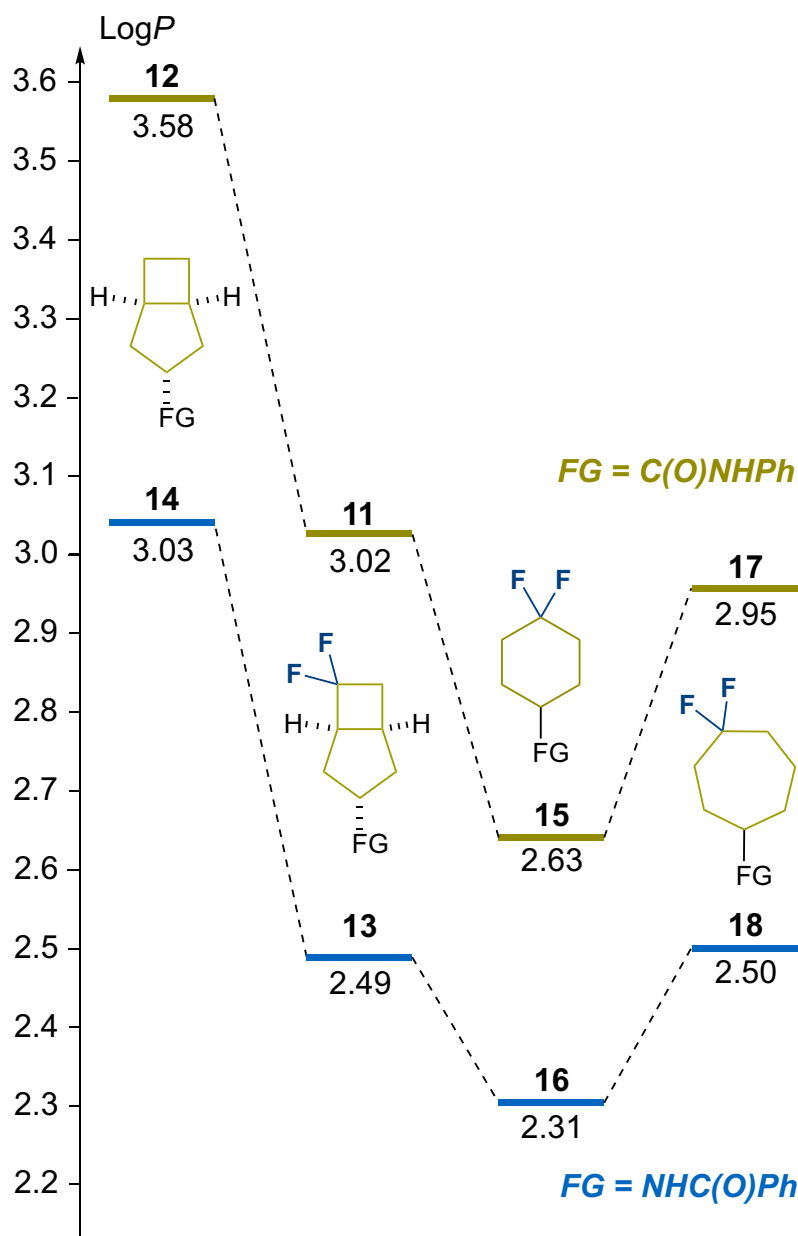 LogP
3.6
3.5
3.4
3.3
3.2
3.1
3.0
2.9
2.8
2.7
2.6
2.5
2.4
2.3
2.2
12
3.58
H
H
FG
14
3.03
11
3.02
F
F
H
H
FG
13
2.49
FG = C(O)NHPh
F F
FG
15
2.63
16
2.31
17
2.95
F
F
FG
18
2.50
FG = NHC(O)Ph